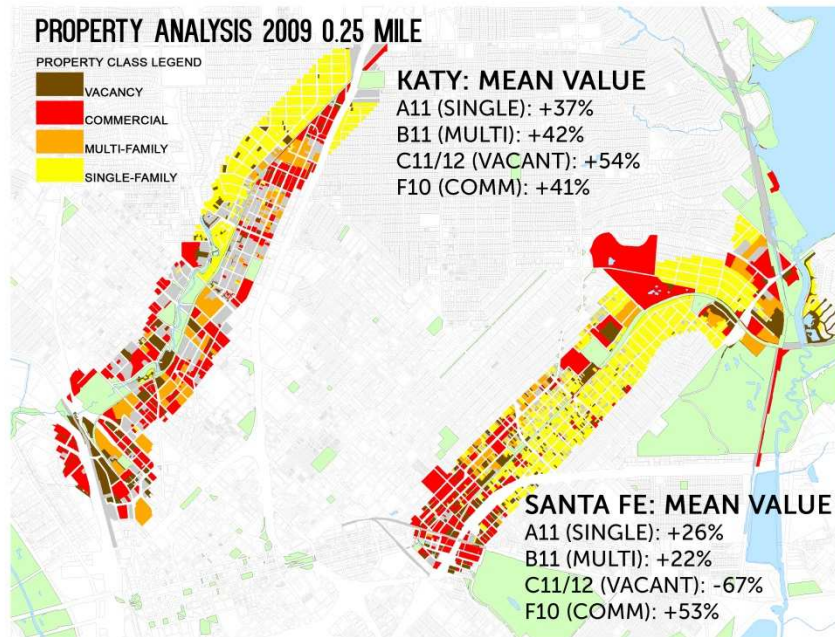 PROPERTY ANALYSIS 2009 0.25 MILE
PROPERTY CLASS LEGEND
VACANCY
COMMERCIAL
MULTI-FAMILY
SINGLE-FAMILY
KATY: MEAN VALUE
A11 (SINGLE): +37%
B11 (MULTI): +42%
C11/12 (VACANT): +54%
F10 (COMM): +41%
SANTA FE: MEAN VALUE
A11 (SINGLE): +26%
B11 (MULTI): +22%
C11/12 (VACANT): -67%
F10 (COMM): +53%